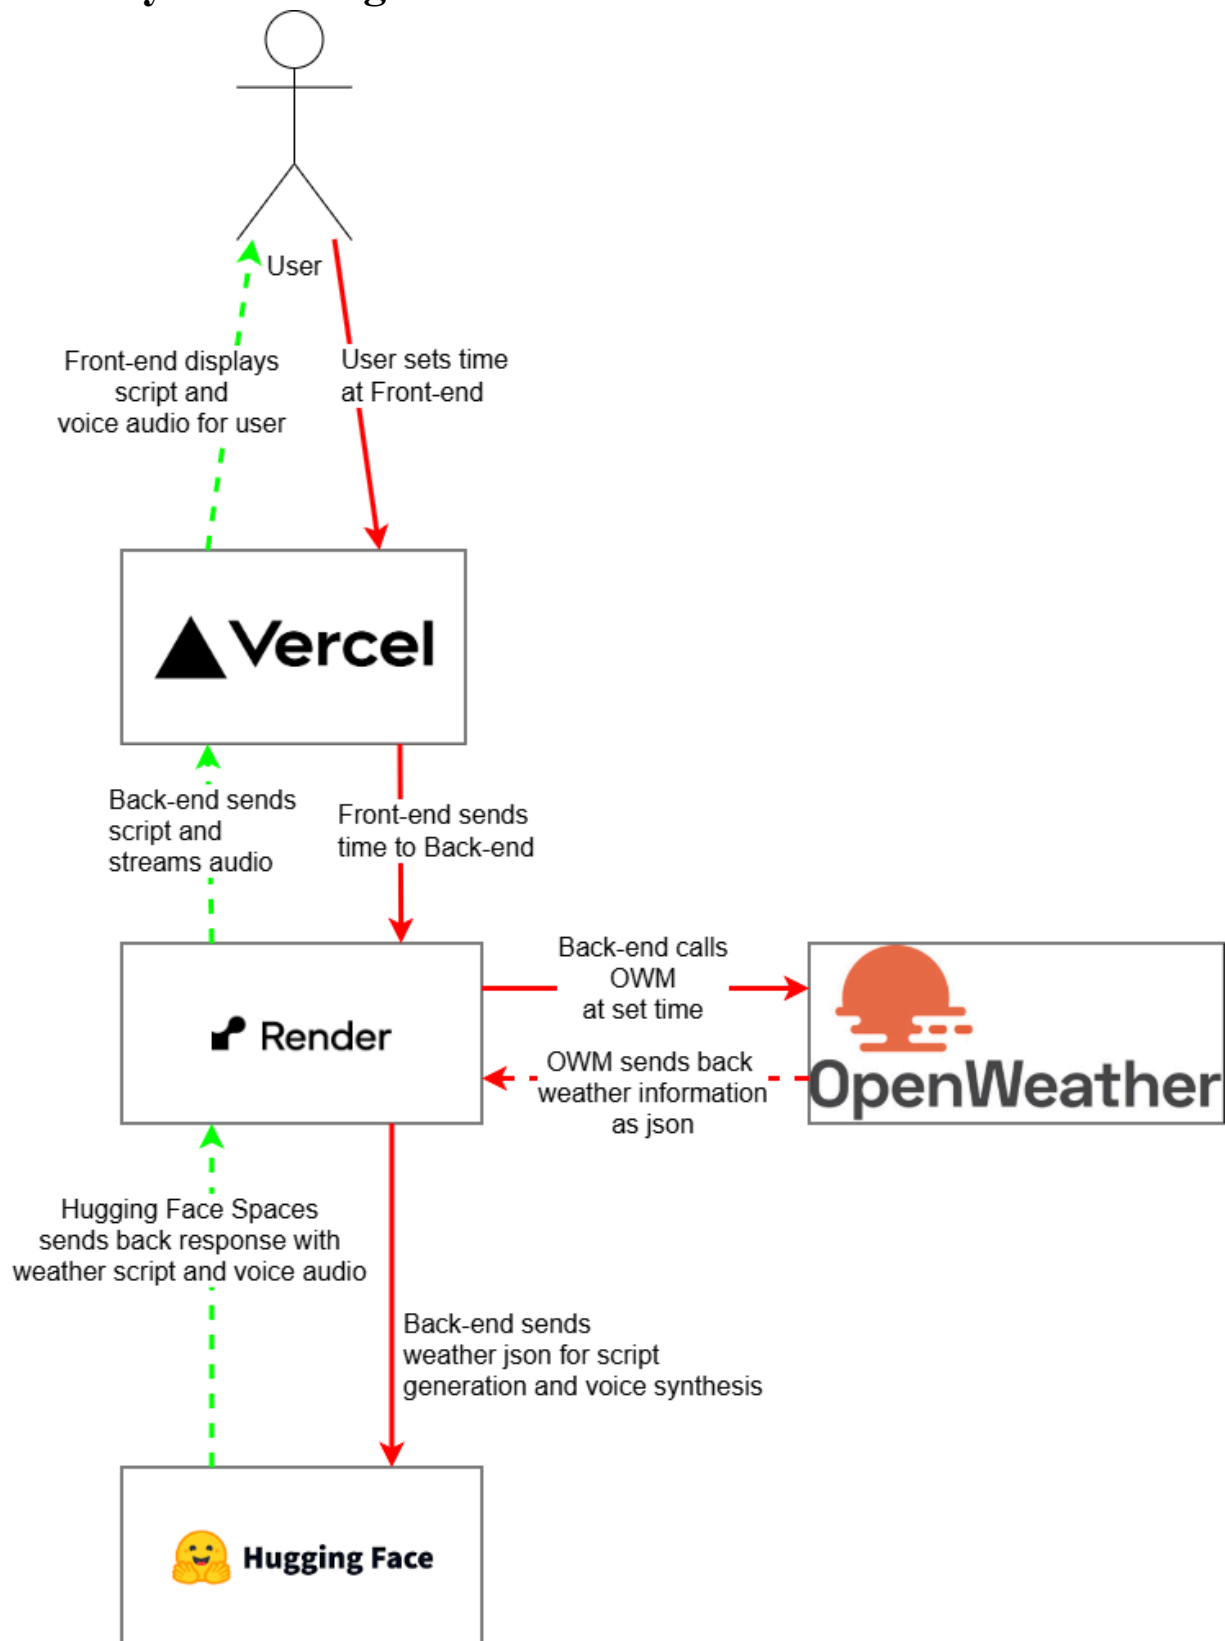 User
Front-end displays
script and
voice audio for user
User sets time
at Front-end
Vercel
Back-end sends
script and
streams audio
Front-end sends
time to Back-end
Render
Back-end calls
OWM
at set time
OWM sends back
weather information
as json
OpenWeather
Hugging Face Spaces
sends back response with
weather script and voice audio
Back-end sends
weather json for script
generation and voice synthesis
Hugging Face